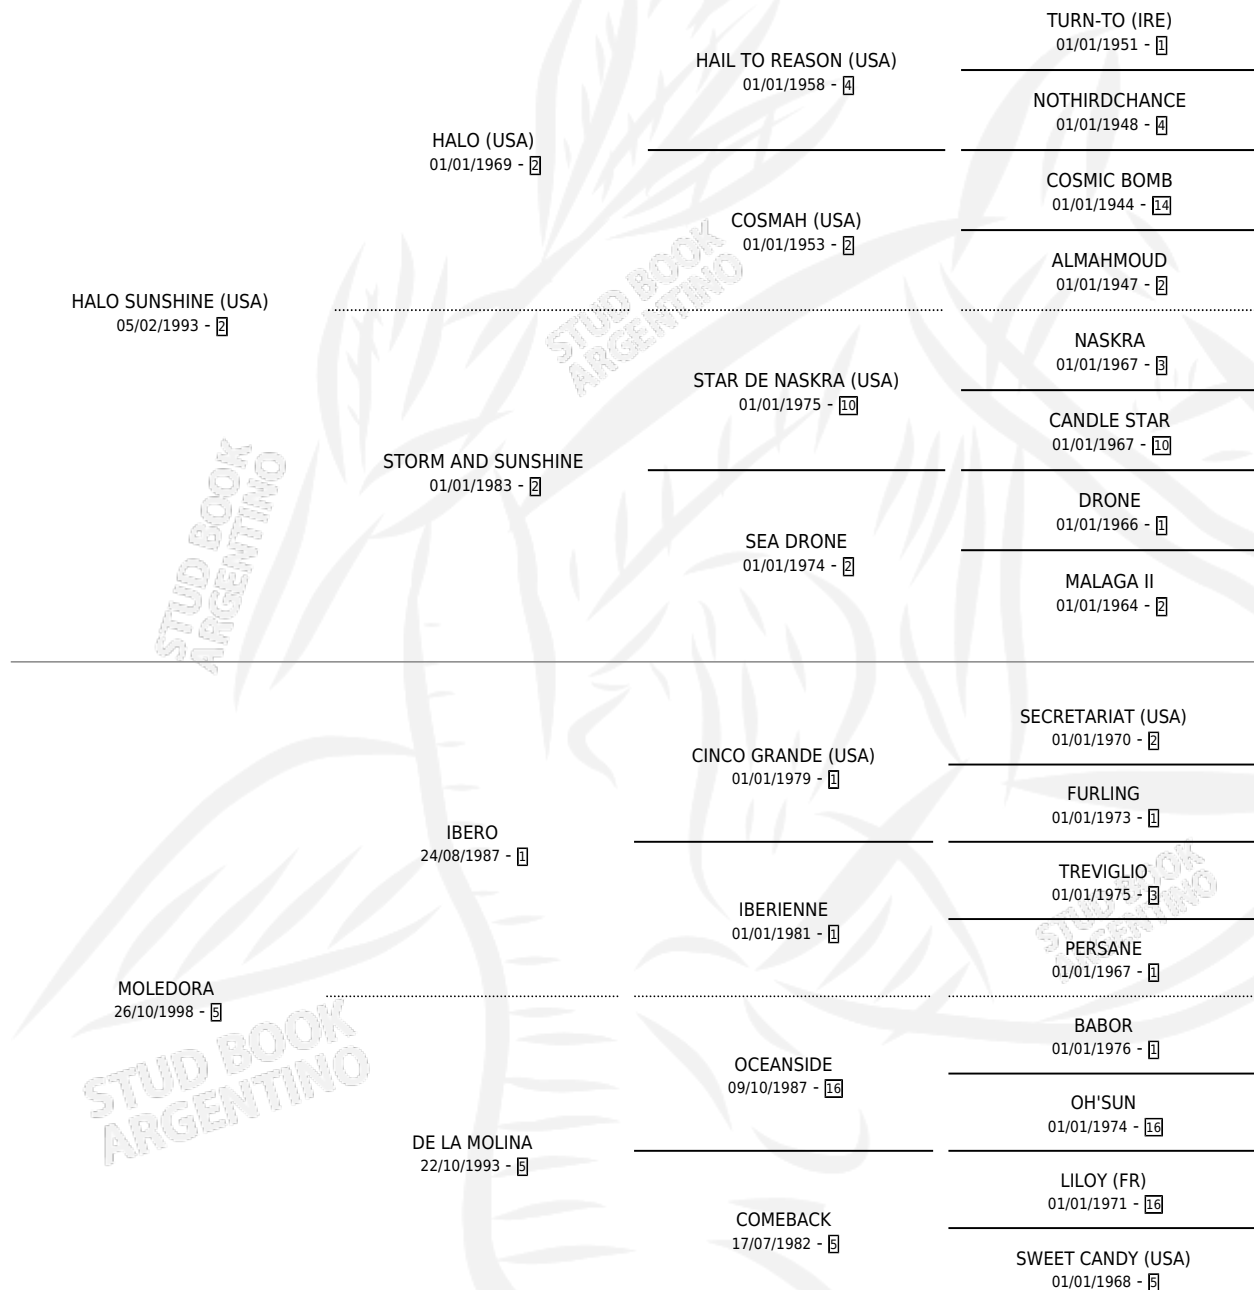 TURN-TO (IRE)
01/01/1951 - 1
HAIL TO REASON (USA)
01/01/1958 - 4
NOTHIRDCHANCE
01/01/1948 - 4
HALO (USA)
01/01/1969 - 2
COSMIC BOMB
01/01/1944 - 14
COSMAH (USA)
01/01/1953 - 2
ALMAHMOUD
01/01/1947 - 2
HALO SUNSHINE (USA)
05/02/1993 - 2
NASKRA
01/01/1967 - 3
STAR DE NASKRA (USA)
01/01/1975 - 10
CANDLE STAR
01/01/1967 - 10
STORM AND SUNSHINE
01/01/1983 - 2
DRONE
01/01/1966 - 1
SEA DRONE
01/01/1974 - 2
MALAGA II
01/01/1964 - 2
SECRETARIAT (USA)
01/01/1970 - 2
CINCO GRANDE (USA)
01/01/1979 - 1
FURLING
01/01/1973 - 1
IBERO
24/08/1987 - 1
TREVIGLIO
01/01/1975 - 3
IBERIENNE
01/01/1981 - 1
PERSANE
01/01/1967 - 1
MOLEDORA
26/10/1998 - 5
BABOR
01/01/1976 - 1
OCEANSIDE
09/10/1987 - 16
OH'SUN
01/01/1974 - 16
DE LA MOLINA
22/10/1993 - 5
LILOY (FR)
01/01/1971 - 16
COMEBACK
17/07/1982 - 5
SWEET CANDY (USA)
01/01/1968 - 5
STUD BOOK
ARGENTINO
STUD BOOK
ARGENTINO
STUD BOOK
ARGENTINO
STUD BOOK
ARGENTINO